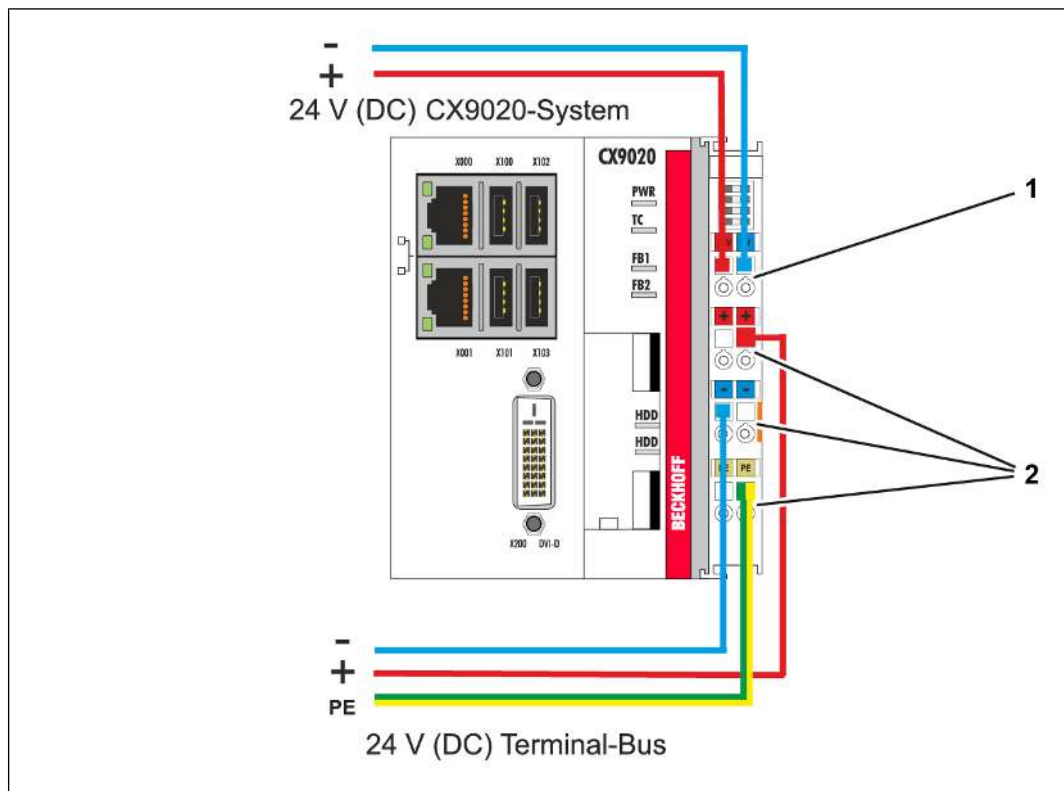 -
+
24 V (DC) CX9020-System
X000 X100 X102
CX9020
PWR
TC
1
FB1
FB2
+ +
X001 X101 X103
- -
HDD
HDD
2
PE
BECKHOFF
X200 DVI-D
-
+
PE
24 V (DC) Terminal-Bus